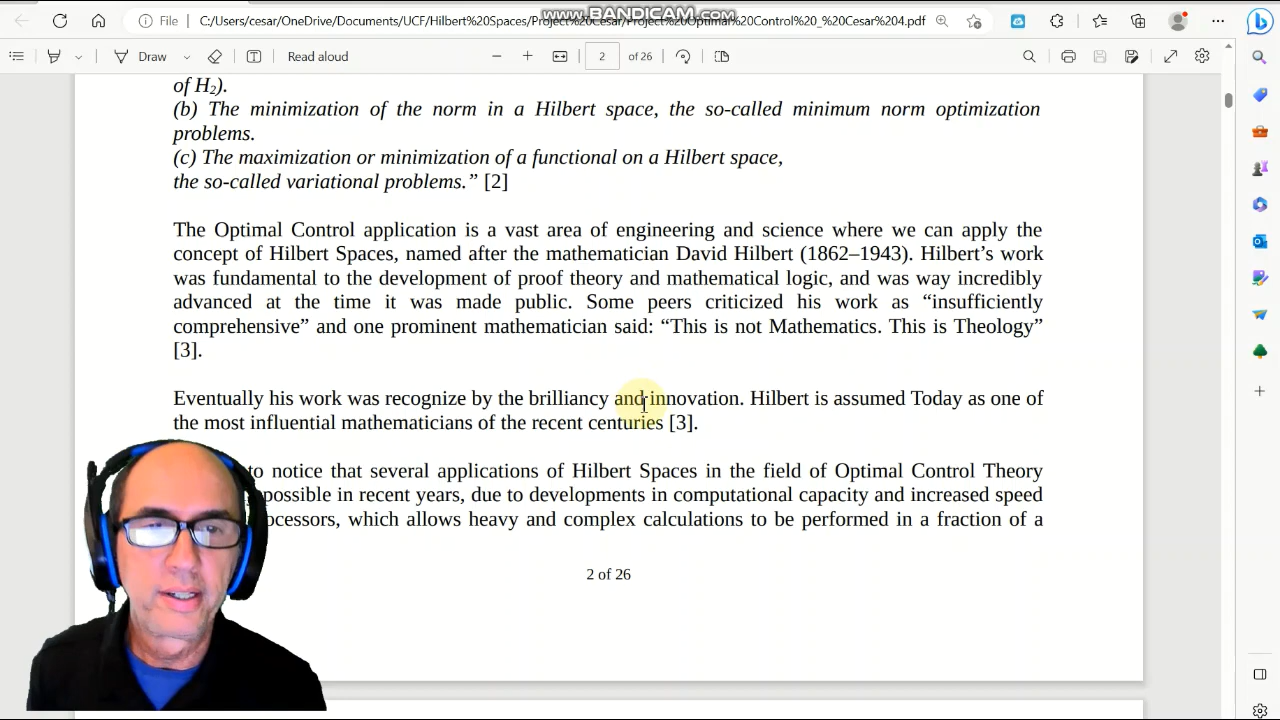 www.BANDICAM.com
File C:/Users/cesar/OneDrive/Documents/UCF/Hilbert%20Spaces/Project%20Cesar/Project%20 %20Control%20_%20Cesar%204.pdf
Draw Read aloud 2 of 26
of H2).
(b) The minimization of the norm in a Hilbert space, the so-called minimum norm optimization
problems.
(c) The maximization or minimization of a functional on a Hilbert space,
the so-called variational problems.” [2]
The Optimal Control application is a vast area of engineering and science where we can apply the
concept of Hilbert Spaces, named after the mathematician David Hilbert (1862–1943). Hilbert’s work
was fundamental to the development of proof theory and mathematical logic, and was way incredibly
advanced at the time it was made public. Some peers criticized his work as “insufficiently
comprehensive” and one prominent mathematician said: “This is not Mathematics. This is Theology”
[3].
Eventually his work was recognize by the brilliancy and innovation. Hilbert is assumed Today as one of
the most influential mathematicians of the recent centuries [3].
to notice that several applications of Hilbert Spaces in the field of Optimal Control Theory
possible in recent years, due to developments in computational capacity and increased speed
ocessors, which allows heavy and complex calculations to be performed in a fraction of a
2 of 26